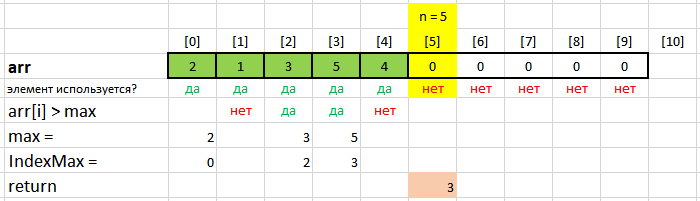 n = 5
[0] [1] [2] [3] [4] [5] [6] [7] [8] [9] [10]
arr 2 1 3 5 4 0 0 0 0 0
элемент используется? да да да да да нет нет нет нет нет
arr[i] > max нет да да нет
max = 2 3 5
IndexMax = 0 2 3
return 3